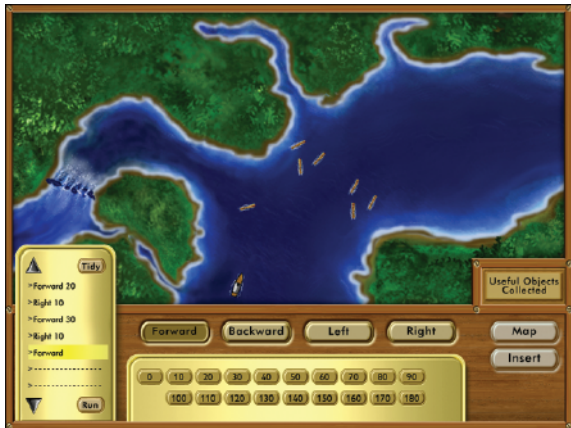 Tidy
>Forward 20
>Right 10
>Forward 30
>Right 10
>Forward
>---------------
>---------------
Run
Useful Objects
Collected
Forward Backward Left Right
Map
Insert
0 10 20 30 40 50 60 70 80 90
100 110 120 130 140 150 160 170 180